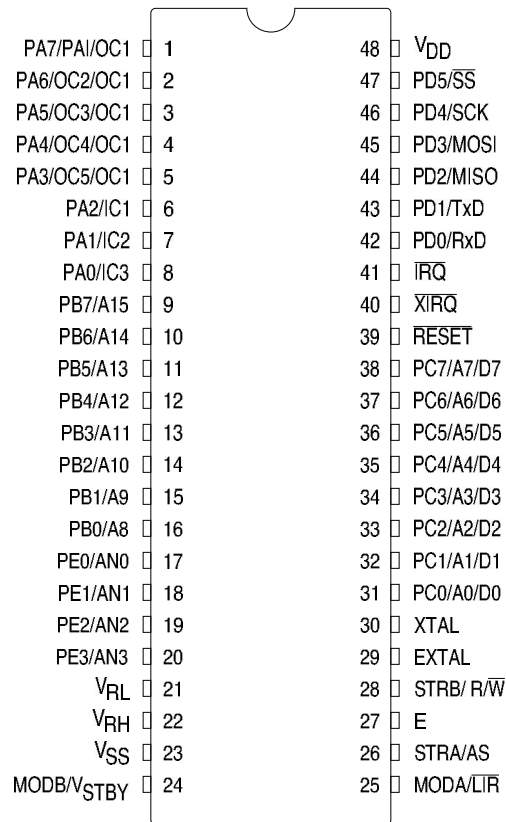 PA7/PAI/OC1 1 48 VDD
PA6/OC2/OC1 2 47 PD5/S̅S̅
PA5/OC3/OC1 3 46 PD4/SCK
PA4/OC4/OC1 4 45 PD3/MOSI
PA3/OC5/OC1 5 44 PD2/MISO
PA2/IC1 6 43 PD1/TxD
PA1/IC2 7 42 PD0/RxD
PA0/IC3 8 41 I̅R̅Q̅
PB7/A15 9 40 X̅I̅R̅Q̅
PB6/A14 10 39 R̅E̅S̅E̅T̅
PB5/A13 11 38 PC7/A7/D7
PB4/A12 12 37 PC6/A6/D6
PB3/A11 13 36 PC5/A5/D5
PB2/A10 14 35 PC4/A4/D4
PB1/A9 15 34 PC3/A3/D3
PB0/A8 16 33 PC2/A2/D2
PE0/AN0 17 32 PC1/A1/D1
PE1/AN1 18 31 PC0/A0/D0
PE2/AN2 19 30 XTAL
PE3/AN3 20 29 EXTAL
VRL 21 28 STRB/ R/W̅
VRH 22 27 E
VSS 23 26 STRA/AS
MODB/VSTBY 24 25 MODA/L̅I̅R̅